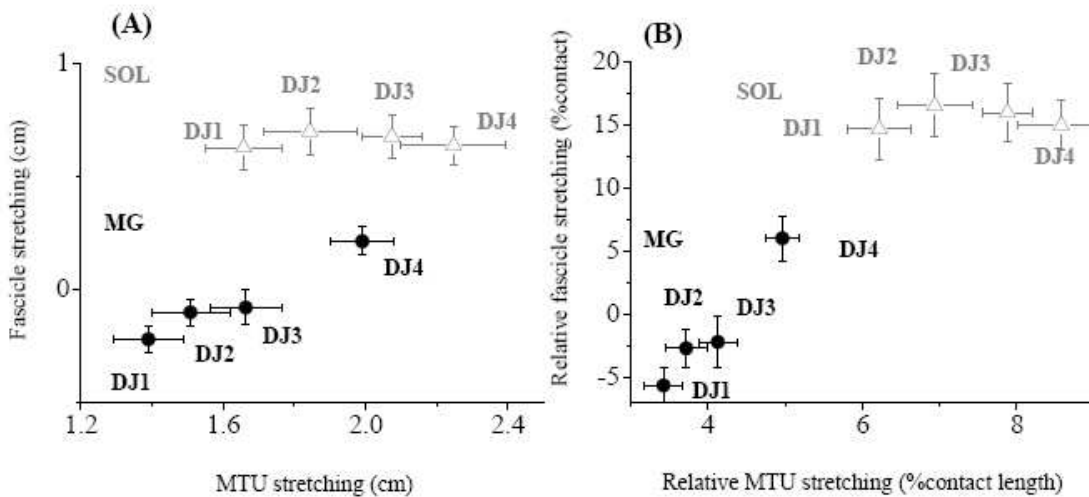 (A)
1
SOL
DJ2
DJ3
DJ1
DJ4
Fascicle stretching (cm)
MG
DJ4
0
DJ2
DJ3
DJ1
1.2
1.6
2.0
2.4
MTU stretching (cm)
(B)
20
DJ2
DJ3
SOL
15
DJ1
DJ4
Relative fascicle stretching (%contact)
10
MG
5
DJ4
DJ2
DJ3
0
-5
DJ1
4
6
8
Relative MTU stretching (%contact length)